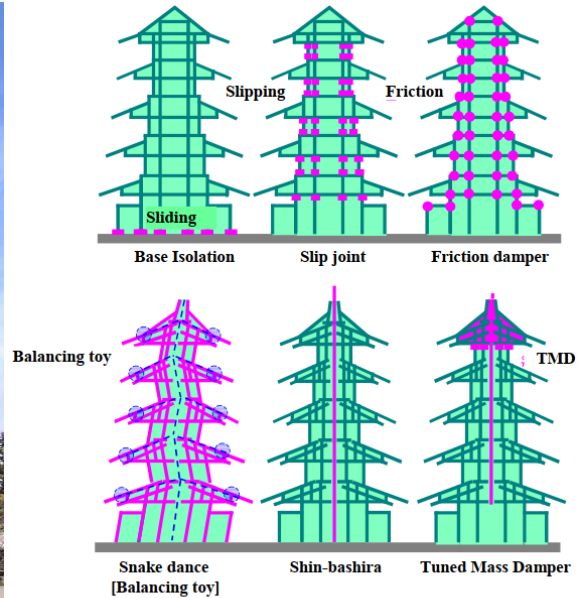 Slipping
Friction
Sliding
Base Isolation
Slip joint
Friction damper
Balancing toy
TMD
Snake dance
[Balancing toy]
Shin-bashira
Tuned Mass Damper